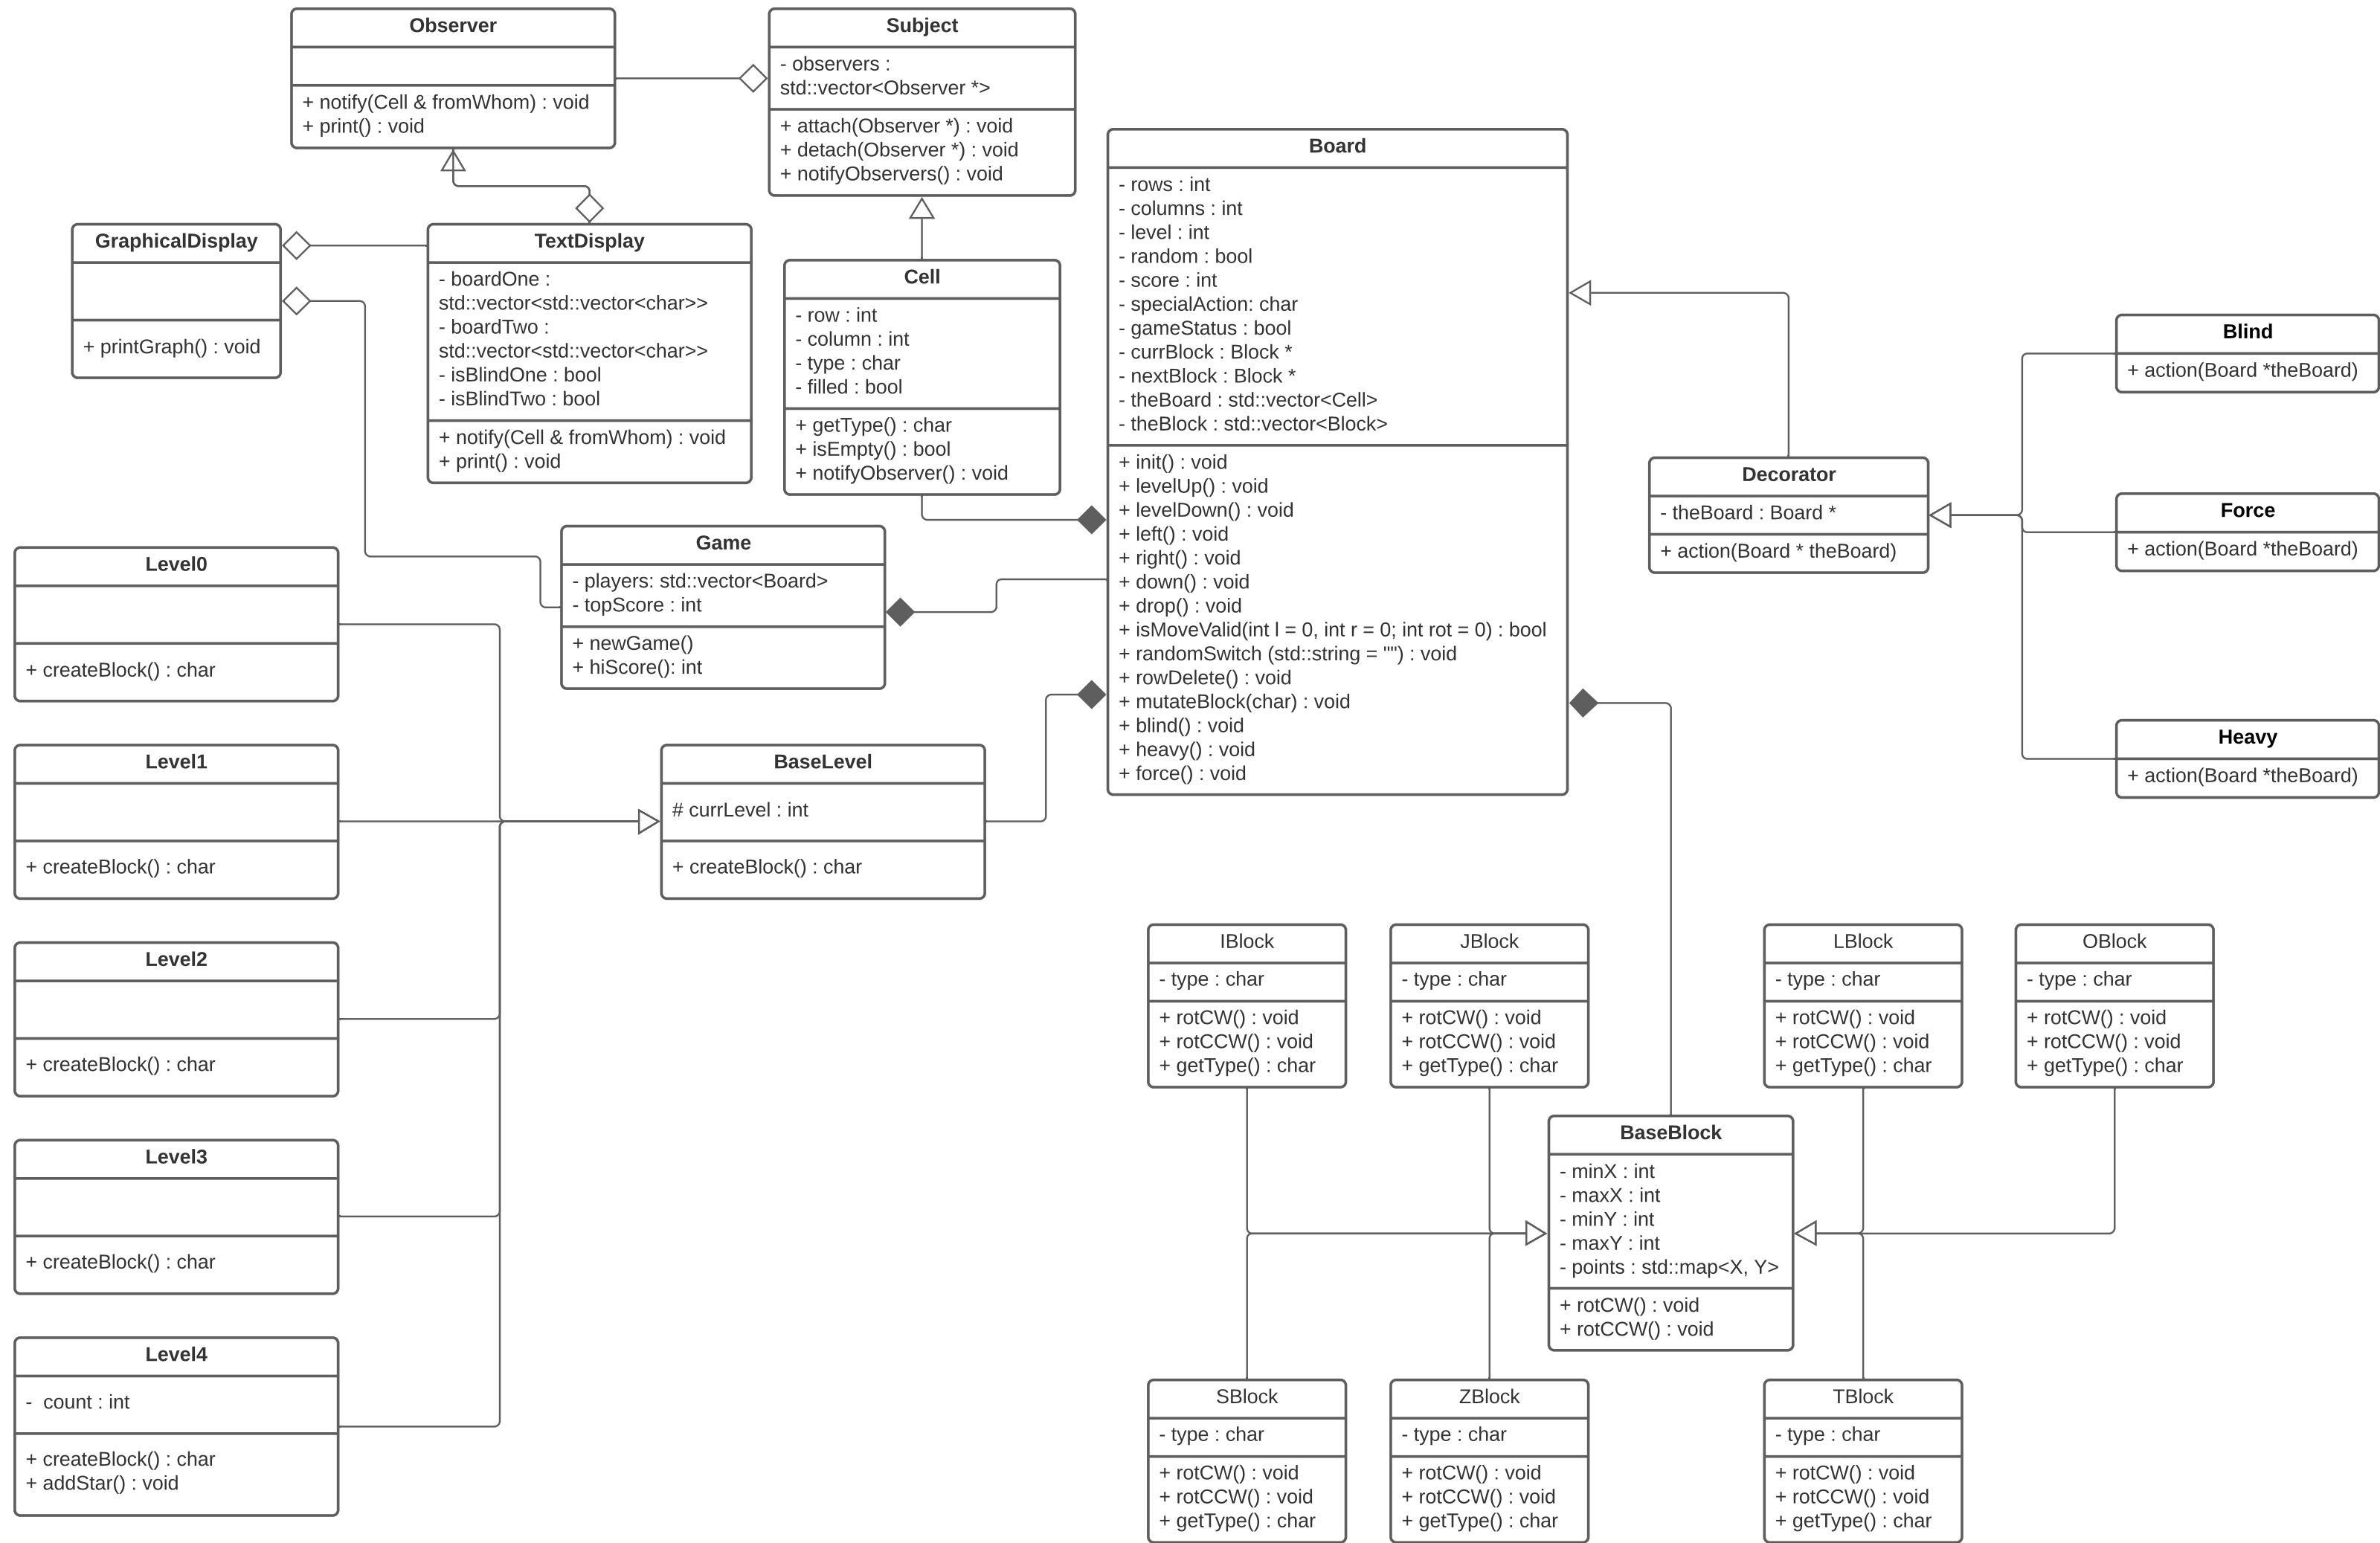 Observer
+ notify(Cell & fromWhom) : void
+ print() : void
Subject
- observers :
std::vector<Observer *>
+ attach(Observer *) : void
+ detach(Observer *) : void
+ notifyObservers() : void
Board
- rows : int
- columns : int
- level : int
- random : bool
- score : int
- specialAction: char
- gameStatus : bool
- currBlock : Block *
- nextBlock : Block *
- theBoard : std::vector<Cell>
- theBlock : std::vector<Block>
+ init() : void
+ levelUp() : void
+ levelDown() : void
+ left() : void
+ right() : void
+ down() : void
+ drop() : void
+ isMoveValid(int l = 0, int r = 0; int rot = 0) : bool
+ randomSwitch (std::string = "") : void
+ rowDelete() : void
+ mutateBlock(char) : void
+ blind() : void
+ heavy() : void
+ force() : void
GraphicalDisplay
+ printGraph() : void
TextDisplay
- boardOne :
std::vector<std::vector<char>>
- boardTwo :
std::vector<std::vector<char>>
- isBlindOne : bool
- isBlindTwo : bool
+ notify(Cell & fromWhom) : void
+ print() : void
Cell
- row : int
- column : int
- type : char
- filled : bool
+ getType() : char
+ isEmpty() : bool
+ notifyObserver() : void
Blind
+ action(Board *theBoard)
Decorator
- theBoard : Board *
+ action(Board * theBoard)
Force
+ action(Board *theBoard)
Heavy
+ action(Board *theBoard)
Game
- players: std::vector<Board>
- topScore : int
+ newGame()
+ hiScore(): int
Level0
+ createBlock() : char
Level1
+ createBlock() : char
BaseLevel
# currLevel : int
+ createBlock() : char
Level2
+ createBlock() : char
Level3
+ createBlock() : char
Level4
- count : int
+ createBlock() : char
+ addStar() : void
IBlock
- type : char
+ rotCW() : void
+ rotCCW() : void
+ getType() : char
JBlock
- type : char
+ rotCW() : void
+ rotCCW() : void
+ getType() : char
LBlock
- type : char
+ rotCW() : void
+ rotCCW() : void
+ getType() : char
OBlock
- type : char
+ rotCW() : void
+ rotCCW() : void
+ getType() : char
BaseBlock
- minX : int
- maxX : int
- minY : int
- maxY : int
- points : std::map<X, Y>
+ rotCW() : void
+ rotCCW() : void
SBlock
- type : char
+ rotCW() : void
+ rotCCW() : void
+ getType() : char
ZBlock
- type : char
+ rotCW() : void
+ rotCCW() : void
+ getType() : char
TBlock
- type : char
+ rotCW() : void
+ rotCCW() : void
+ getType() : char